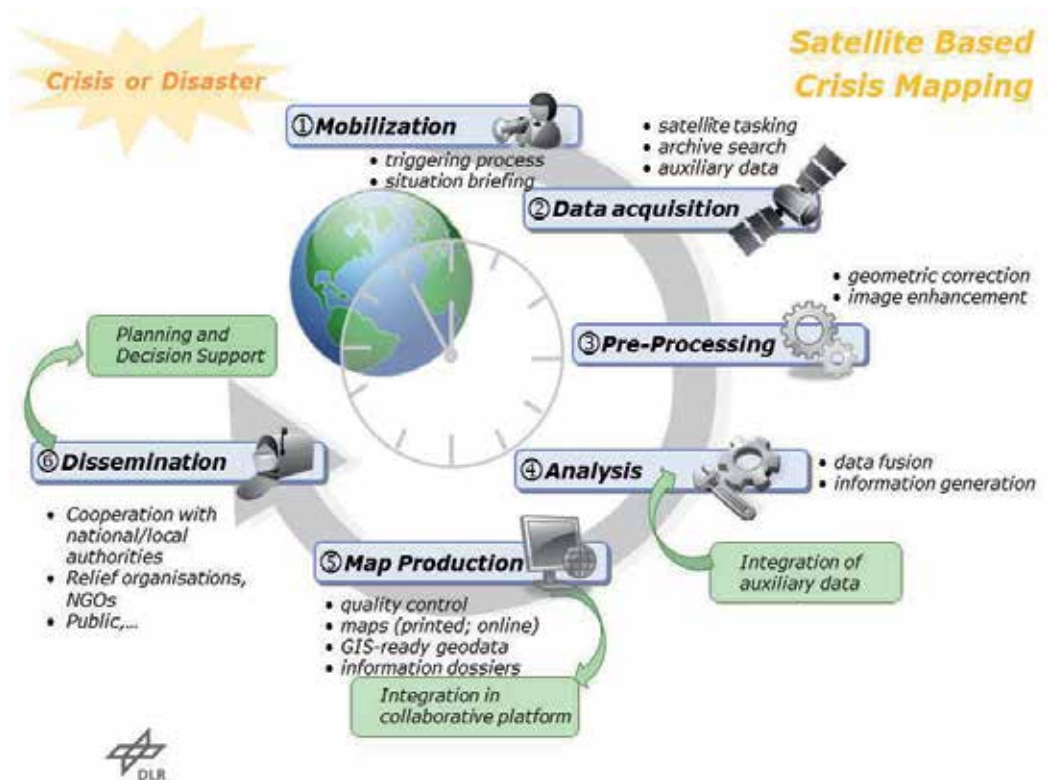 Crisis or Disaster
Satellite Based
Crisis Mapping
①Mobilization
• triggering process
• situation briefing
• satellite tasking
• archive search
• auxiliary data
②Data acquisition
• geometric correction
• image enhancement
③Pre-Processing
④Analysis
• data fusion
• information generation
Integration of
auxiliary data
⑤Map Production
• quality control
• maps (printed; online)
• GIS-ready geodata
• information dossiers
Integration in
collaborative platform
⑥Dissemination
• Cooperation with
national/local
authorities
• Relief organisations,
NGOs
• Public,...
Planning and
Decision Support
DLR